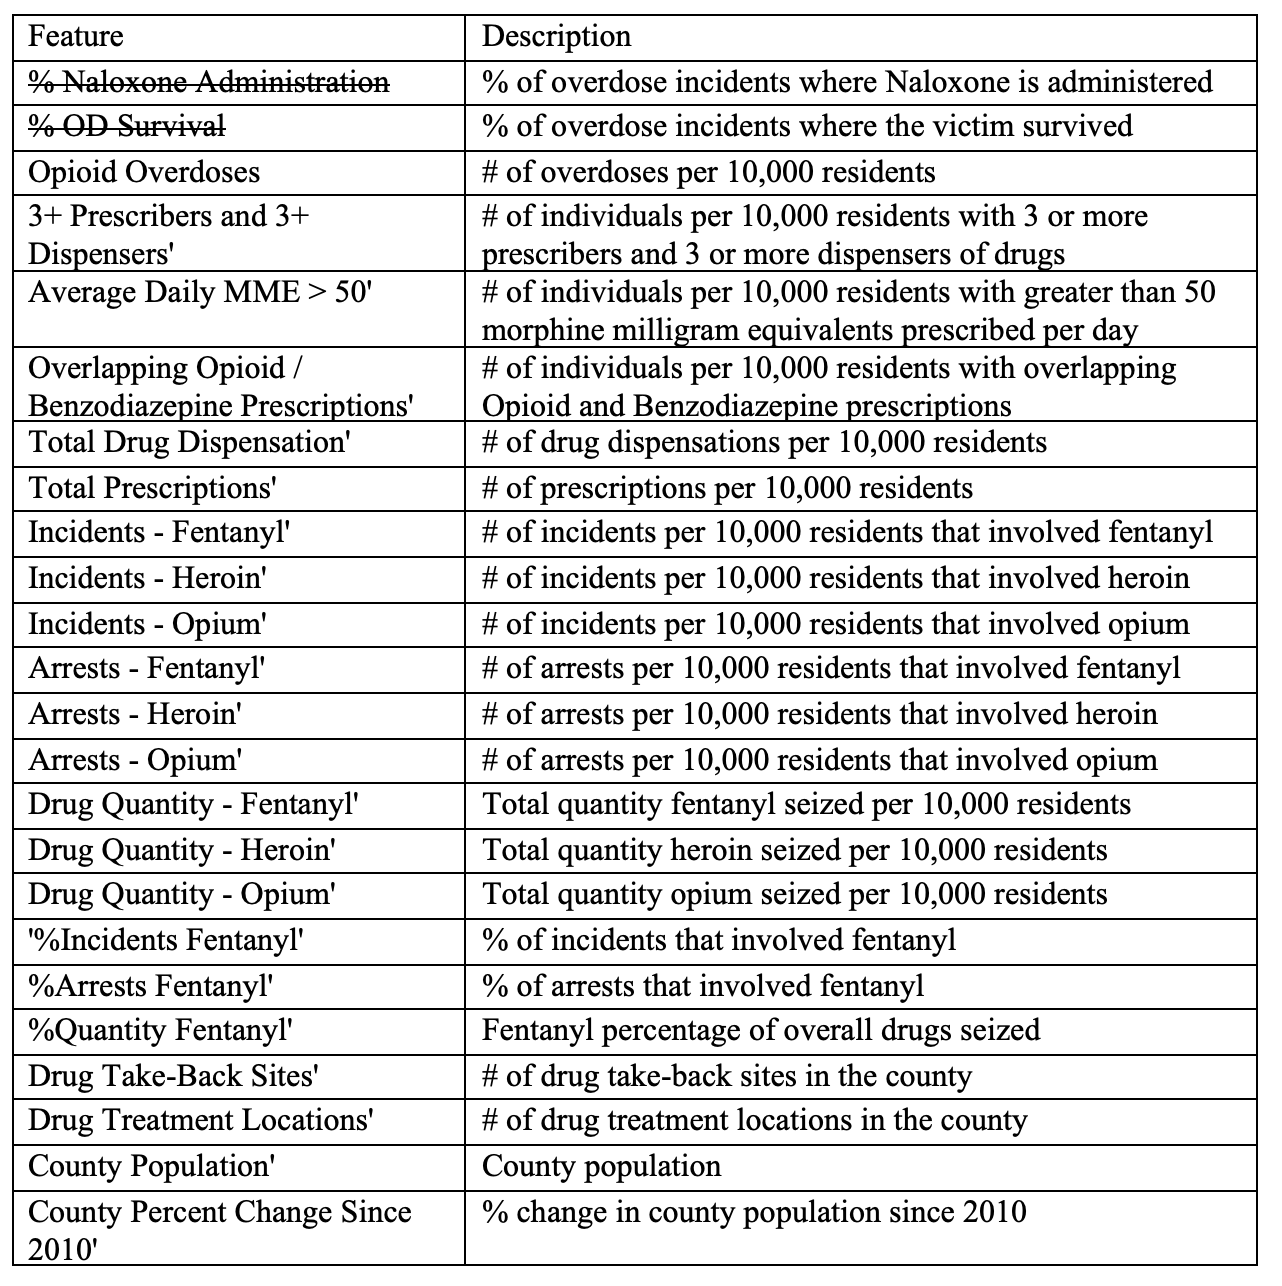 Feature Description
% Naloxone Administration % of overdose incidents where Naloxone is administered
% OD Survival % of overdose incidents where the victim survived
Opioid Overdoses # of overdoses per 10,000 residents
3+ Prescribers and 3+
Dispensers'
# of individuals per 10,000 residents with 3 or more
prescribers and 3 or more dispensers of drugs
Average Daily MME > 50'
# of individuals per 10,000 residents with greater than 50
morphine milligram equivalents prescribed per day
Overlapping Opioid /
Benzodiazepine Prescriptions'
# of individuals per 10,000 residents with overlapping
Opioid and Benzodiazepine prescriptions
Total Drug Dispensation' # of drug dispensations per 10,000 residents
Total Prescriptions' # of prescriptions per 10,000 residents
Incidents - Fentanyl' # of incidents per 10,000 residents that involved fentanyl
Incidents - Heroin' # of incidents per 10,000 residents that involved heroin
Incidents - Opium' # of incidents per 10,000 residents that involved opium
Arrests - Fentanyl' # of arrests per 10,000 residents that involved fentanyl
Arrests - Heroin' # of arrests per 10,000 residents that involved heroin
Arrests - Opium' # of arrests per 10,000 residents that involved opium
Drug Quantity - Fentanyl' Total quantity fentanyl seized per 10,000 residents
Drug Quantity - Heroin' Total quantity heroin seized per 10,000 residents
Drug Quantity - Opium' Total quantity opium seized per 10,000 residents
'%Incidents Fentanyl' % of incidents that involved fentanyl
%Arrests Fentanyl' % of arrests that involved fentanyl
%Quantity Fentanyl' Fentanyl percentage of overall drugs seized
Drug Take-Back Sites' # of drug take-back sites in the county
Drug Treatment Locations' # of drug treatment locations in the county
County Population' County population
County Percent Change Since
2010'
% change in county population since 2010